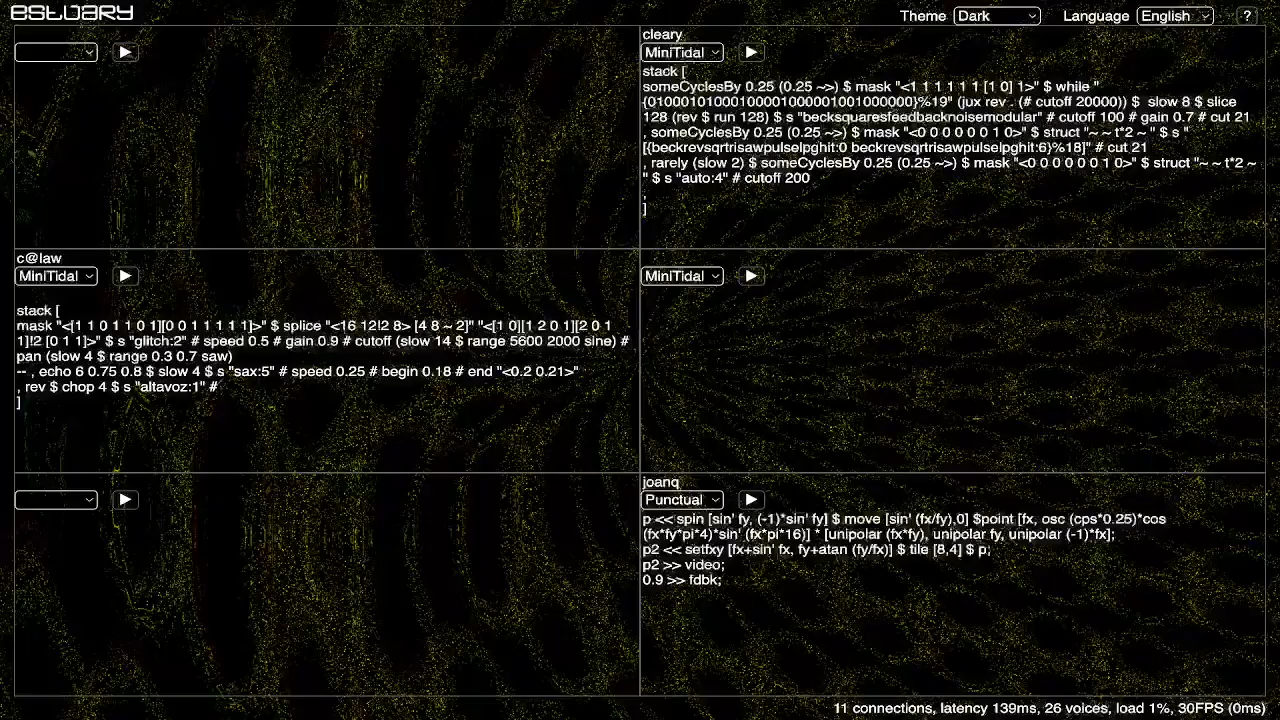 estuary
Theme Dark Language English ?
cleary
MiniTidal
stack [
someCyclesBy 0.25 (0.25 ~>) $ mask "<1 1 1 1 1 1 [1 0] 1>" $ while "
{0100010100010000100000100100000}%19" (jux rev . (# cutoff 20000)) $  slow 8 $ slice
128 (rev $ run 128) $ s "becksquaresfeedbacknoisemodular" # cutoff 100 # gain 0.7 # cut 21
, someCyclesBy 0.25 (0.25 ~>) $ mask "<0 0 0 0 0 0 1 0>" $ struct "~ ~ t*2 ~ " $ s "
[{beckrevsqrtrisawpulselpghit:0 beckrevsqrtrisawpulselpghit:6}%18]" # cut 21
, rarely (slow 2) $ someCyclesBy 0.25 (0.25 ~>) $ mask "<0 0 0 0 0 0 1 0>" $ struct "~ ~ t*2 ~
" $ s "auto:4" # cutoff 200
,
]
c@law
MiniTidal
stack [
mask "<[1 1 0 1 1 0 1][0 0 1 1 1 1 1]>" $ splice "<16 12!2 8> [4 8 ~ 2]" "<[1 0][1 2 0 1][2 0 1
1]!2 [0 1 1]>" $ s "glitch:2" # speed 0.5 # gain 0.9 # cutoff (slow 14 $ range 5600 2000 sine) #
pan (slow 4 $ range 0.3 0.7 saw)
-- , echo 6 0.75 0.8 $ slow 4 $ s "sax:5" # speed 0.25 # begin 0.18 # end "<0.2 0.21>"
, rev $ chop 4 $ s "altavoz:1" #
]
MiniTidal
joanq
Punctual
p << spin [sin' fy, (-1)*sin' fy] $ move [sin' (fx/fy),0] $point [fx, osc (cps*0.25)*cos
(fx*fy*pi*4)*sin' (fx*pi*16)] * [unipolar (fx*fy), unipolar fy, unipolar (-1)*fx];
p2 << setfxy [fx+sin' fx, fy+atan (fy/fx)] $ tile [8,4] $ p;
p2 >> video;
0.9 >> fdbk;
11 connections, latency 139ms, 26 voices, load 1%, 30FPS (0ms)